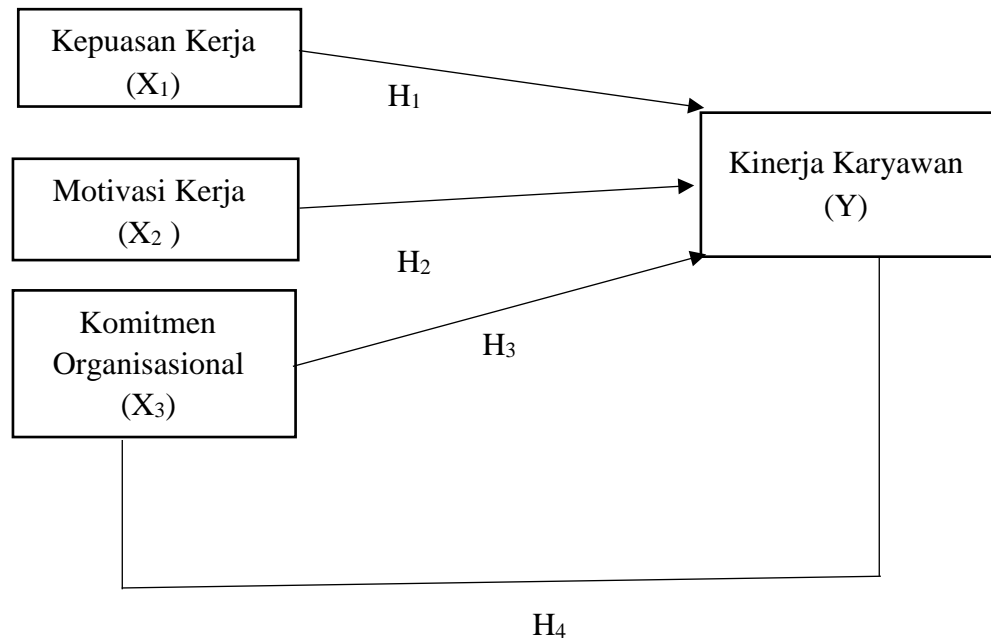 Kepuasan Kerja
(X₁)
H₁
Kinerja Karyawan
(Y)
Motivasi Kerja
(X₂ )
H₂
Komitmen
Organisasional
(X₃)
H₃
H₄